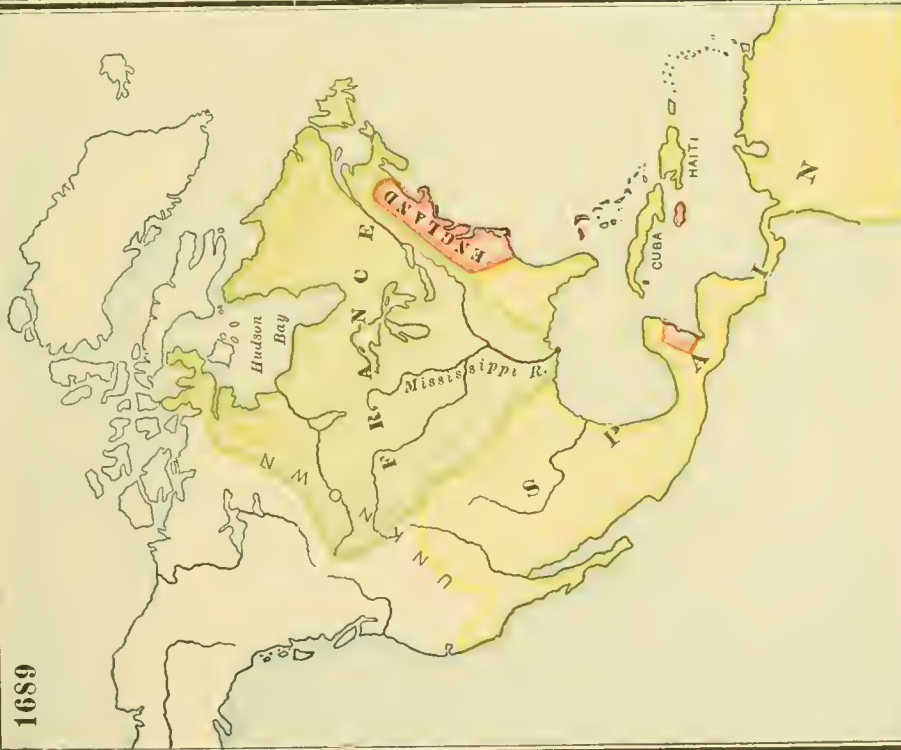 1689
UNKNOWN
Hudson
Bay
FRANCE
ENGLAND
Mississippi R.
SPAIN
CUBA
HAITI